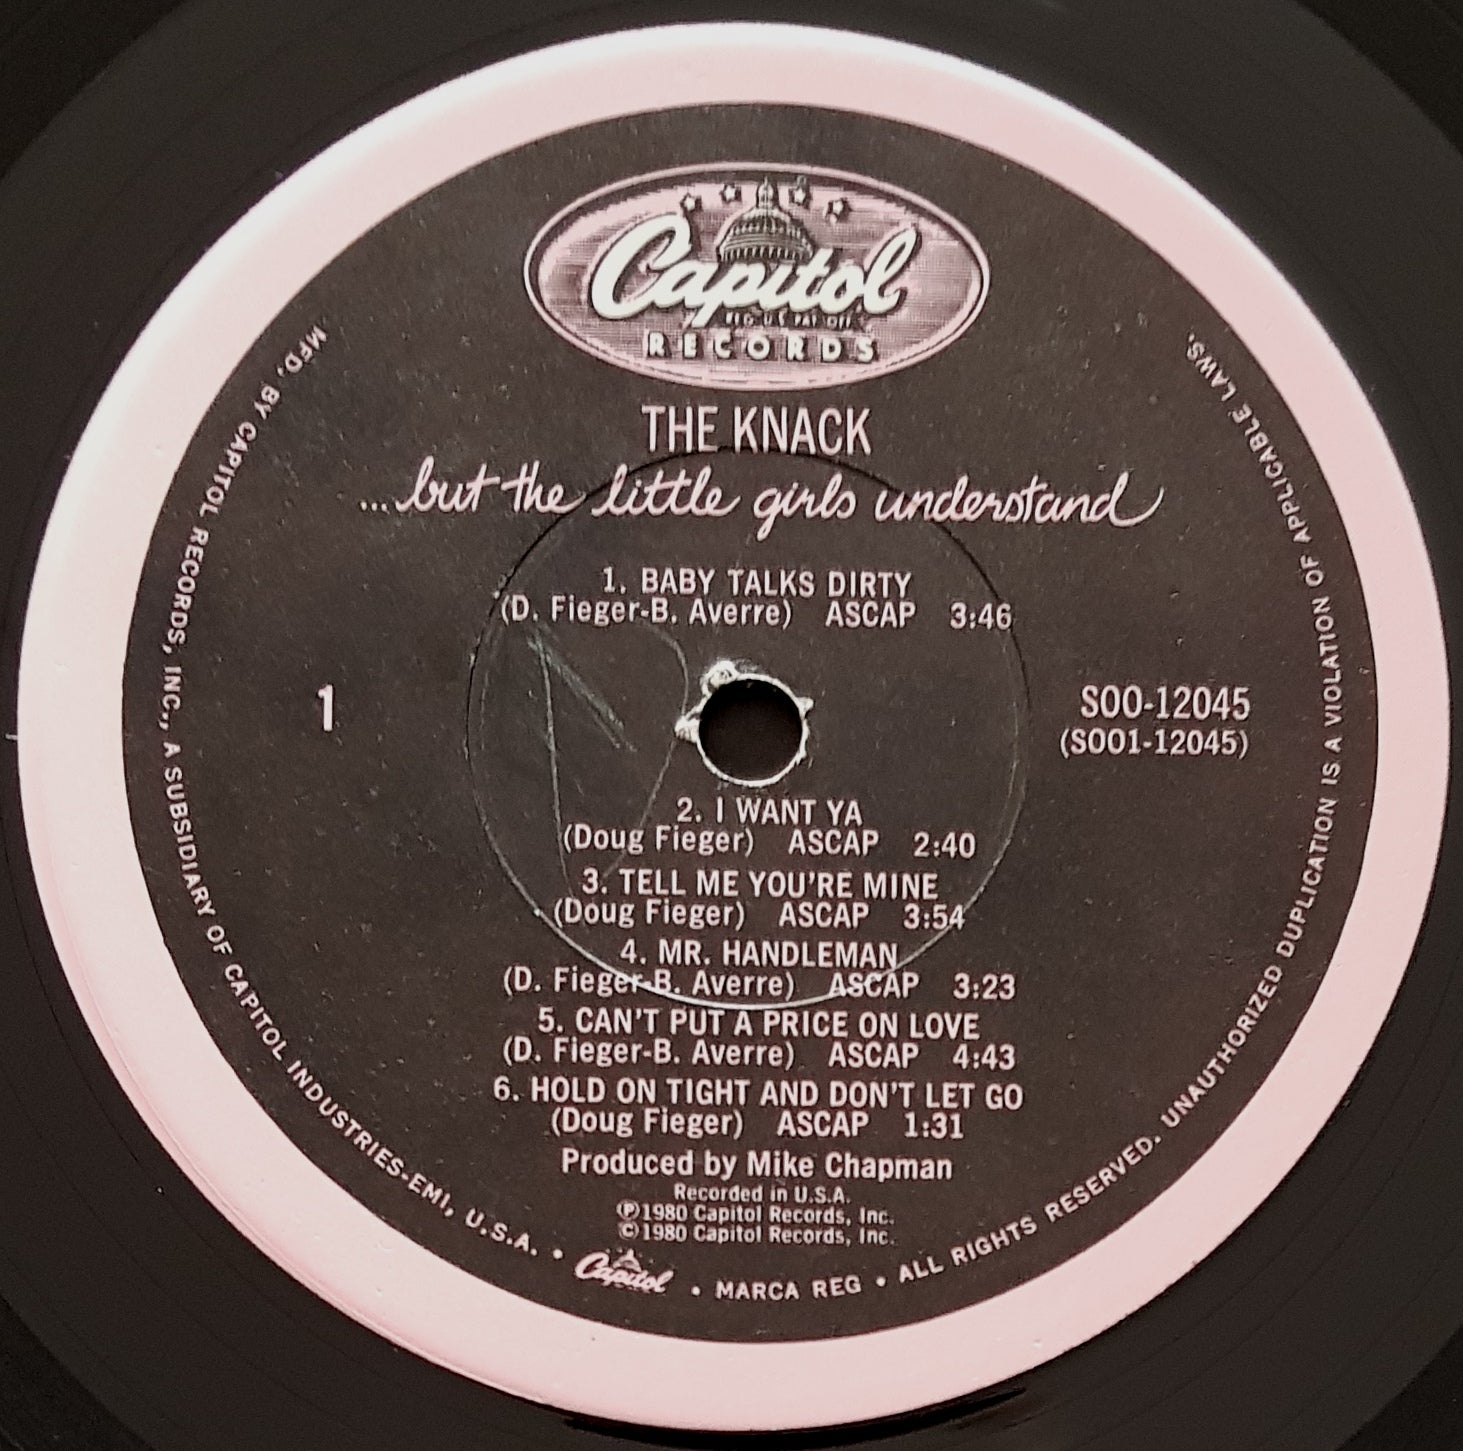 Capitol
REG. U.S. PAT. OFF.
RECORDS
THE KNACK
...but the little girls understand
1. BABY TALKS DIRTY
(D. Fieger-B. Averre) ASCAP 3:46
1
SOO-12045
(SOO1-12045)
2. I WANT YA
(Doug Fieger) ASCAP 2:40
3. TELL ME YOU'RE MINE
(Doug Fieger) ASCAP 3:54
4. MR. HANDLEMAN
(D. Fieger-B. Averre) ASCAP 3:23
5. CAN'T PUT A PRICE ON LOVE
(D. Fieger-B. Averre) ASCAP 4:43
6. HOLD ON TIGHT AND DON'T LET GO
(Doug Fieger) ASCAP 1:31
Produced by Mike Chapman
Recorded in U.S.A.
℗1980 Capitol Records, Inc.
©1980 Capitol Records, Inc.
MFD. BY CAPITOL RECORDS, INC., A SUBSIDIARY OF CAPITOL INDUSTRIES-EMI, U.S.A. • Capitol • MARCA REG • ALL RIGHTS RESERVED. UNAUTHORIZED DUPLICATION IS A VIOLATION OF APPLICABLE LAWS.